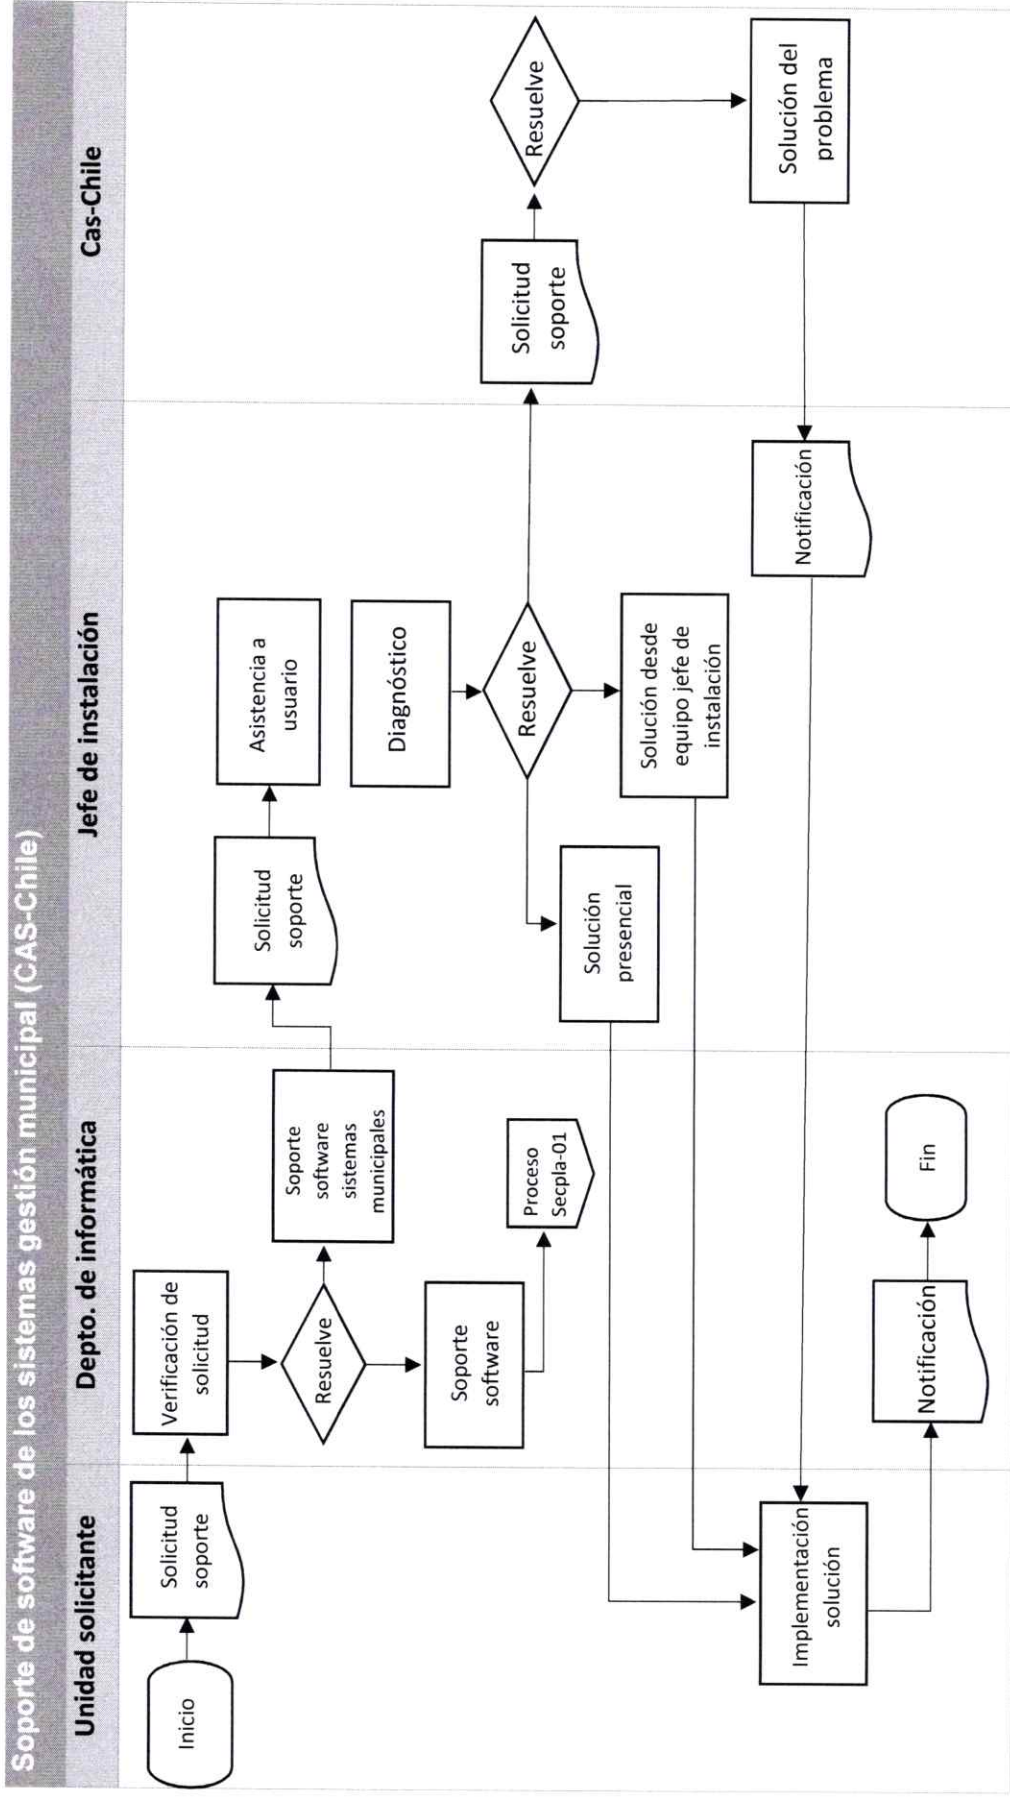 Soporte de software de los sistemas gestión municipal (CAS-Chile)
Unidad solicitante
Depto. de informática
Jefe de instalación
Cas-Chile
Inicio
Solicitud
soporte
Verificación de
solicitud
Resuelve
Soporte
software
sistemas
municipales
Soporte
software
Proceso
Secpla-01
Solicitud
soporte
Asistencia a
usuario
Diagnóstico
Resuelve
Solución
presencial
Solución desde
equipo jefe de
instalación
Solicitud
soporte
Resuelve
Solución del
problema
Notificación
Implementación
solución
Notificación
Fin